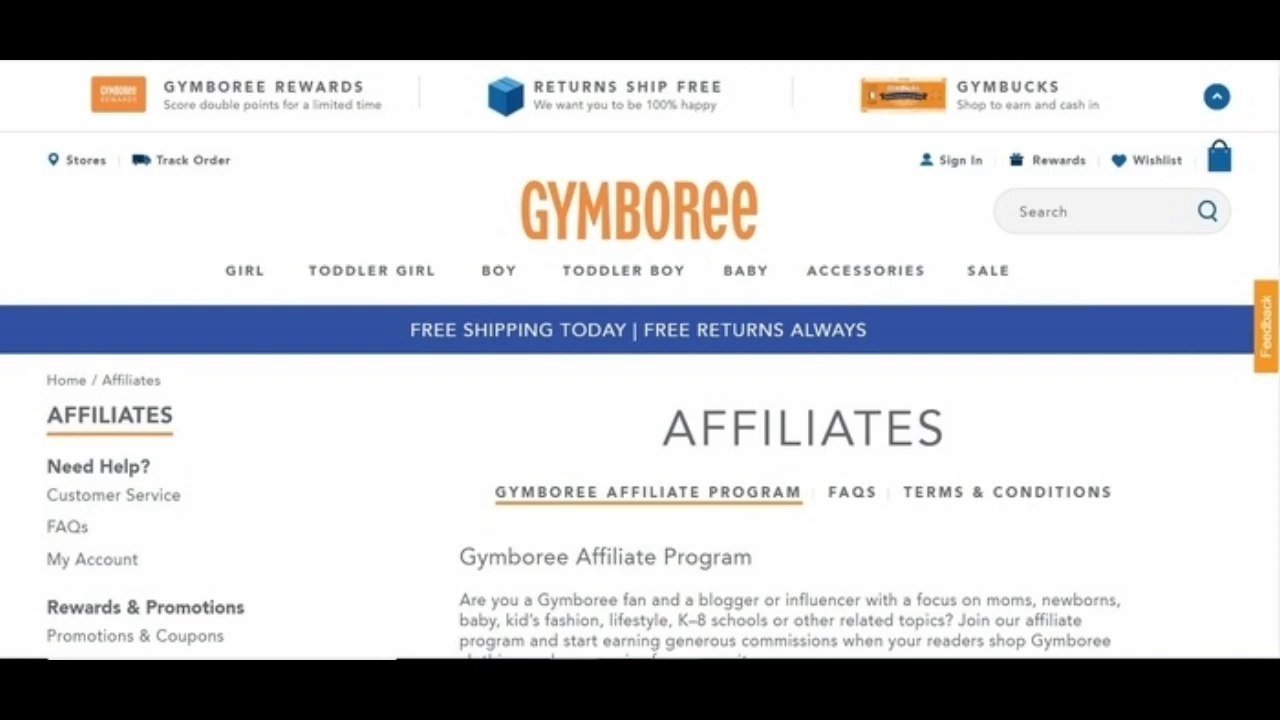 GYMBOREE REWARDS
Score double points for a limited time
RETURNS SHIP FREE
We want you to be 100% happy
GYMBUCKS
Shop to earn and cash in
Stores
Track Order
Sign In
Rewards
Wishlist
GYMBOREE
Search
GIRL TODDLER GIRL BOY TODDLER BOY BABY ACCESSORIES SALE
FREE SHIPPING TODAY | FREE RETURNS ALWAYS
Feedback
Home / Affiliates
AFFILIATES
Need Help?
Customer Service
FAQs
My Account
Rewards & Promotions
Promotions & Coupons
AFFILIATES
GYMBOREE AFFILIATE PROGRAM FAQS TERMS & CONDITIONS
Gymboree Affiliate Program
Are you a Gymboree fan and a blogger or influencer with a focus on moms, newborns,
baby, kid's fashion, lifestyle, K–8 schools or other related topics? Join our affiliate
program and start earning generous commissions when your readers shop Gymboree